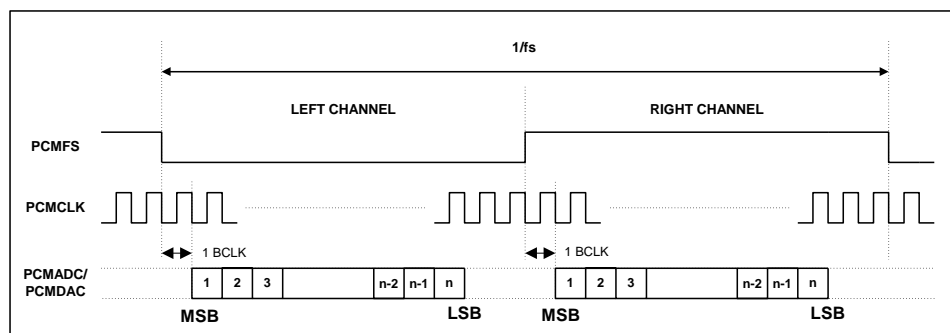 1/fs
LEFT CHANNEL RIGHT CHANNEL
PCMFS
PCMCLK
1 BCLK 1 BCLK
PCMADC/
PCMDAC
1 2 3 n-2 n-1 n 1 2 3 n-2 n-1 n
MSB LSB MSB LSB